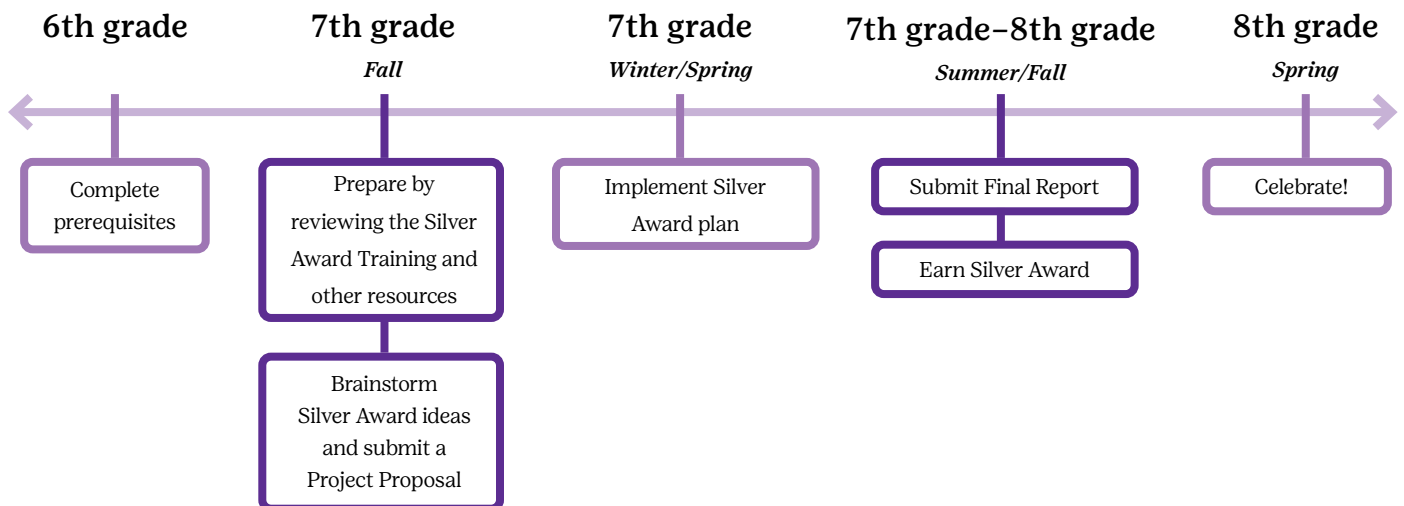 6th grade
Complete
prerequisites
7th grade
Fall
Prepare by
reviewing the Silver
Award Training and
other resources
Brainstorm
Silver Award ideas
and submit a
Project Proposal
7th grade
Winter/Spring
Implement Silver
Award plan
7th grade–8th grade
Summer/Fall
Submit Final Report
Earn Silver Award
8th grade
Spring
Celebrate!